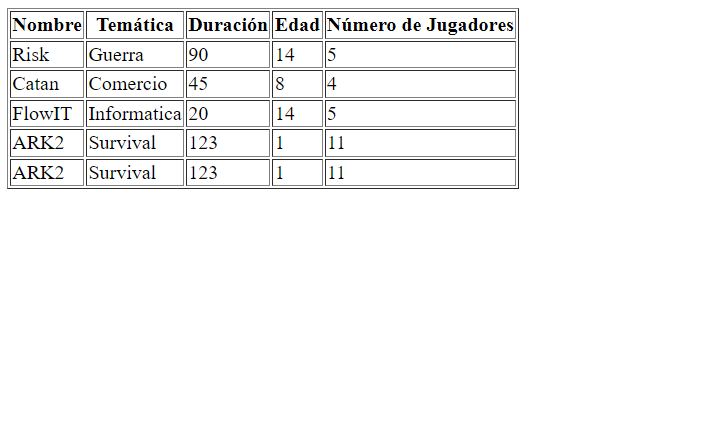 Nombre Temática Duración Edad Número de Jugadores
Risk Guerra 90 14 5
Catan Comercio 45 8 4
FlowIT Informatica 20 14 5
ARK2 Survival 123 1 11
ARK2 Survival 123 1 11